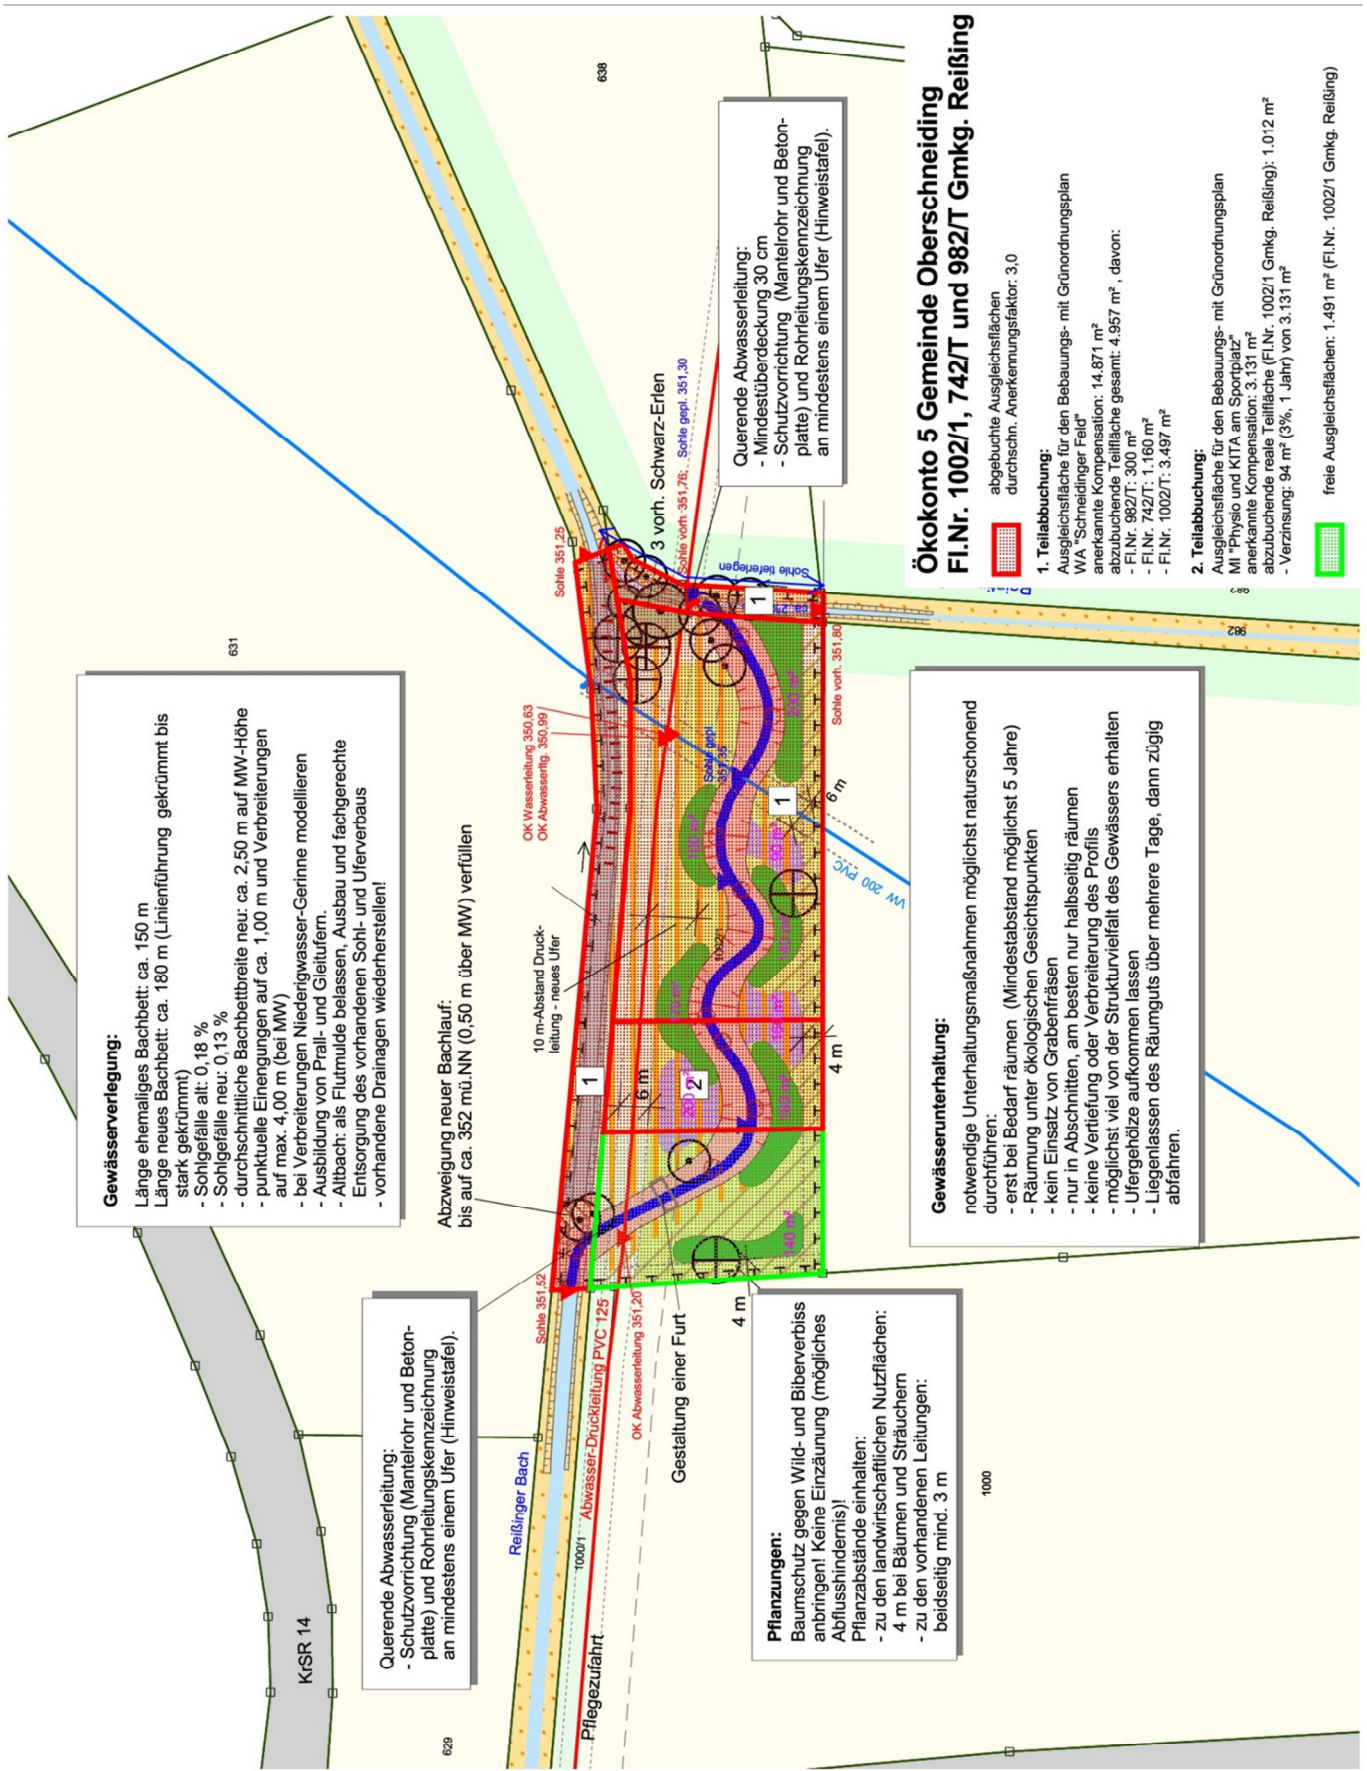 Gewässerverlegung:
Länge ehemaliges Bachbett: ca. 150 m
Länge neues Bachbett: ca. 180 m (Linienführung gekrümmt bis
stark gekrümmt)
- Sohlgefälle alt: 0,18 %
- Sohlgefälle neu: 0,13 %
- durchschnittliche Bachbettbreite neu: ca. 2,50 m auf MW-Höhe
- punktuelle Einengungen auf ca. 1,00 m und Verbreiterungen
auf max. 4,00 m (bei MW)
- bei Verbreiterungen Niederigwasser-Gerinne modellieren
- Ausbildung von Prall- und Gleitufern.
- Altbach: als Flutmulde belassen, Ausbau und fachgerechte
Entsorgung des vorhandenen Sohl- und Uferverbaus
- vorhandene Drainagen wiederherstellen!
KrSR 14
629
631
638
Querende Abwasserleitung:
- Schutzvorrichtung (Mantelrohr und Beton-
platte) und Rohrleitungskennzeichnung
an mindestens einem Ufer (Hinweistafel).
Abzweigung neuer Bachlauf:
bis auf ca. 352 mü.NN (0,50 m über MW) verfüllen
10 m-Abstand Druck-
leitung - neues Ufer
OK Wasserleitung 350,63
OK Abwasserltg. 350,99
Reißinger Bach
Sohle 351,52
Sohle 351,25
1000/1
Abwasser-Druckleitung PVC 125
Pflegezufahrt
OK Abwasserleitung 351,20
Gestaltung einer Furt
3 vorh. Schwarz-Erlen
Sohle vorh. 351,76;
Sohle gepl. 351,30
Sohle tieferlegen
Sohle gepl.
351,35
Sohle vorh. 351,80
1
2
1
1
6 m
6 m
4 m
4 m
1002/1
200 m²
140 m²
90 m²
200 m²
VW 200 PVC
982
1000
Querende Abwasserleitung:
- Mindestüberdeckung 30 cm
- Schutzvorrichtung (Mantelrohr und Beton-
platte) und Rohrleitungskennzeichnung
an mindestens einem Ufer (Hinweistafel).
Pflanzungen:
Baumschutz gegen Wild- und Biberverbiss
anbringen! Keine Einzäunung (mögliches
Abflusshindernis)!
Pflanzabstände einhalten:
- zu den landwirtschaftlichen Nutzflächen:
4 m bei Bäumen und Sträuchern
- zu den vorhandenen Leitungen:
beidseitig mind. 3 m
Gewässerunterhaltung:
notwendige Unterhaltungsmaßnahmen möglichst naturschonend
durchführen:
- erst bei Bedarf räumen (Mindestabstand möglichst 5 Jahre)
- Räumung unter ökologischen Gesichtspunkten
- kein Einsatz von Grabenfräsen
- nur in Abschnitten, am besten nur halbseitig räumen
- keine Vertiefung oder Verbreiterung des Profils
- möglichst viel von der Strukturvielfalt des Gewässers erhalten
- Ufergehölze aufkommen lassen
- Liegenlassen des Räumguts über mehrere Tage, dann zügig
abfahren.
Ökokonto 5 Gemeinde Oberschneiding
Fl.Nr. 1002/1, 742/T und 982/T Gmkg. Reißing
abgebuchte Ausgleichsflächen
durchschn. Anerkennungsfaktor: 3,0
1. Teilabbuchung:
Ausgleichsfläche für den Bebauungs- mit Grünordnungsplan
WA "Schneidinger Feld"
anerkannte Kompensation: 14.871 m²
abzubuchende Teilfläche gesamt: 4.957 m² , davon:
- Fl.Nr. 982/T: 300 m²
- Fl.Nr. 742/T: 1.160 m²
- Fl.Nr. 1002/T: 3.497 m²
2. Teilabbuchung:
Ausgleichsfläche für den Bebauungs- mit Grünordnungsplan
MI "Physio und KITA am Sportplatz"
anerkannte Kompensation: 3.131 m²
abzubuchende reale Teilfläche (Fl.Nr. 1002/1 Gmkg. Reißing): 1.012 m²
- Verzinsung: 94 m² (3%, 1 Jahr) von 3.131 m²
freie Ausgleichsflächen: 1.491 m² (Fl.Nr. 1002/1 Gmkg. Reißing)